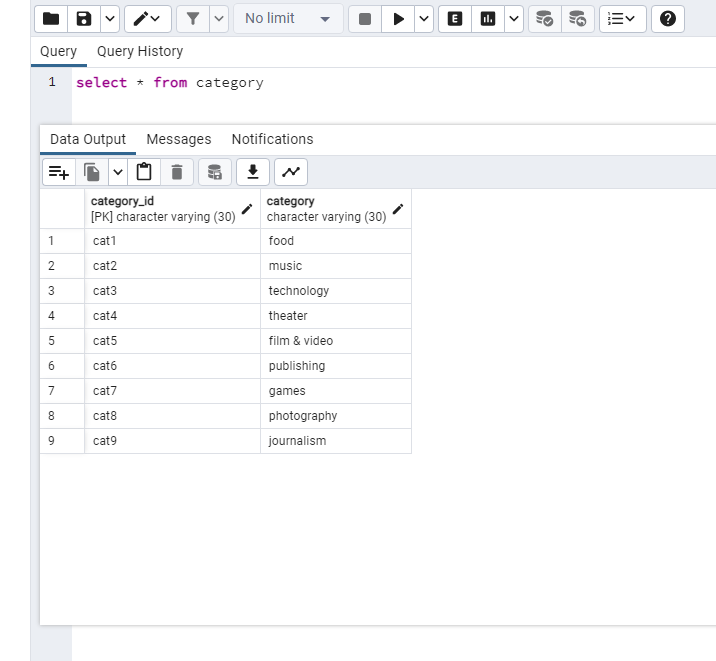 No limit
E
Query Query History
1 select * from category
Data Output Messages Notifications
category_id category
[PK] character varying (30) character varying (30)
1 cat1 food
2 cat2 music
3 cat3 technology
4 cat4 theater
5 cat5 film & video
6 cat6 publishing
7 cat7 games
8 cat8 photography
9 cat9 journalism